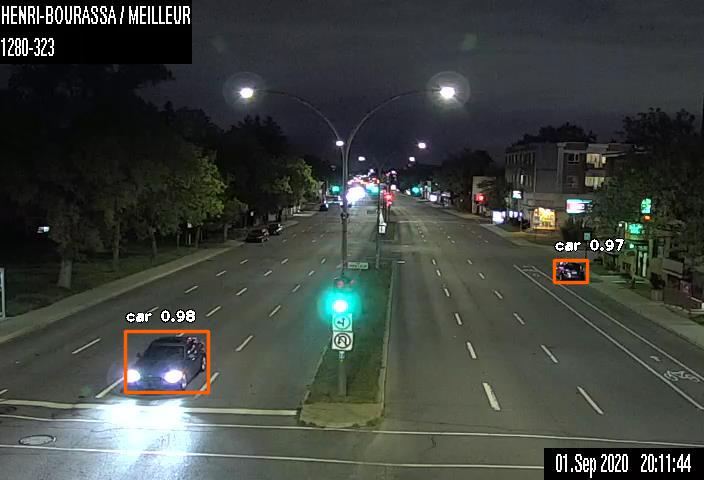 HENRI-BOURASSA / MEILLEUR
1280-323
car 0.97
car 0.98
01.Sep 2020 20:11:44